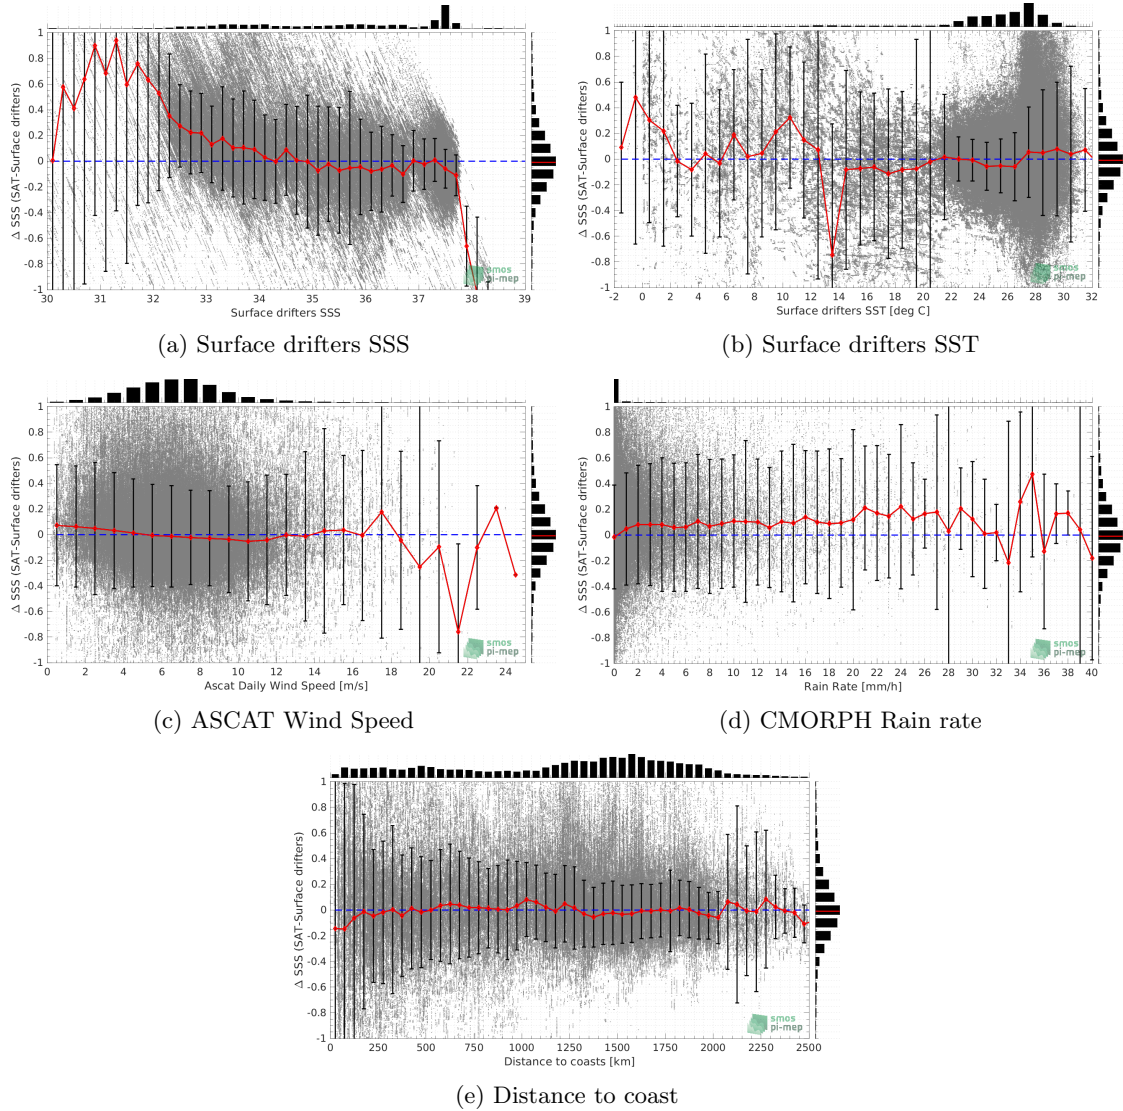 1
0.8
0.6
0.4
0.2
0
-0.2
-0.4
-0.6
-0.8
-1
Δ SSS (SAT-Surface drifters)
30 31 32 33 34 35 36 37 38 39
Surface drifters SSS
smos
pi-mep
(a) Surface drifters SSS
1
0.8
0.6
0.4
0.2
0
-0.2
-0.4
-0.6
-0.8
-1
Δ SSS (SAT-Surface drifters)
-2 0 2 4 6 8 10 12 14 16 18 20 22 24 26 28 30 32
Surface drifters SST [deg C]
smos
pi-mep
(b) Surface drifters SST
1
0.8
0.6
0.4
0.2
0
-0.2
-0.4
-0.6
-0.8
-1
Δ SSS (SAT-Surface drifters)
0 2 4 6 8 10 12 14 16 18 20 22 24
Ascat Daily Wind Speed [m/s]
smos
pi-mep
(c) ASCAT Wind Speed
1
0.8
0.6
0.4
0.2
0
-0.2
-0.4
-0.6
-0.8
-1
Δ SSS (SAT-Surface drifters)
0 2 4 6 8 10 12 14 16 18 20 22 24 26 28 30 32 34 36 38 40
Rain Rate [mm/h]
smos
pi-mep
(d) CMORPH Rain rate
1
0.8
0.6
0.4
0.2
0
-0.2
-0.4
-0.6
-0.8
-1
Δ SSS (SAT-Surface drifters)
0 250 500 750 1000 1250 1500 1750 2000 2250 2500
Distance to coasts [km]
smos
pi-mep
(e) Distance to coast